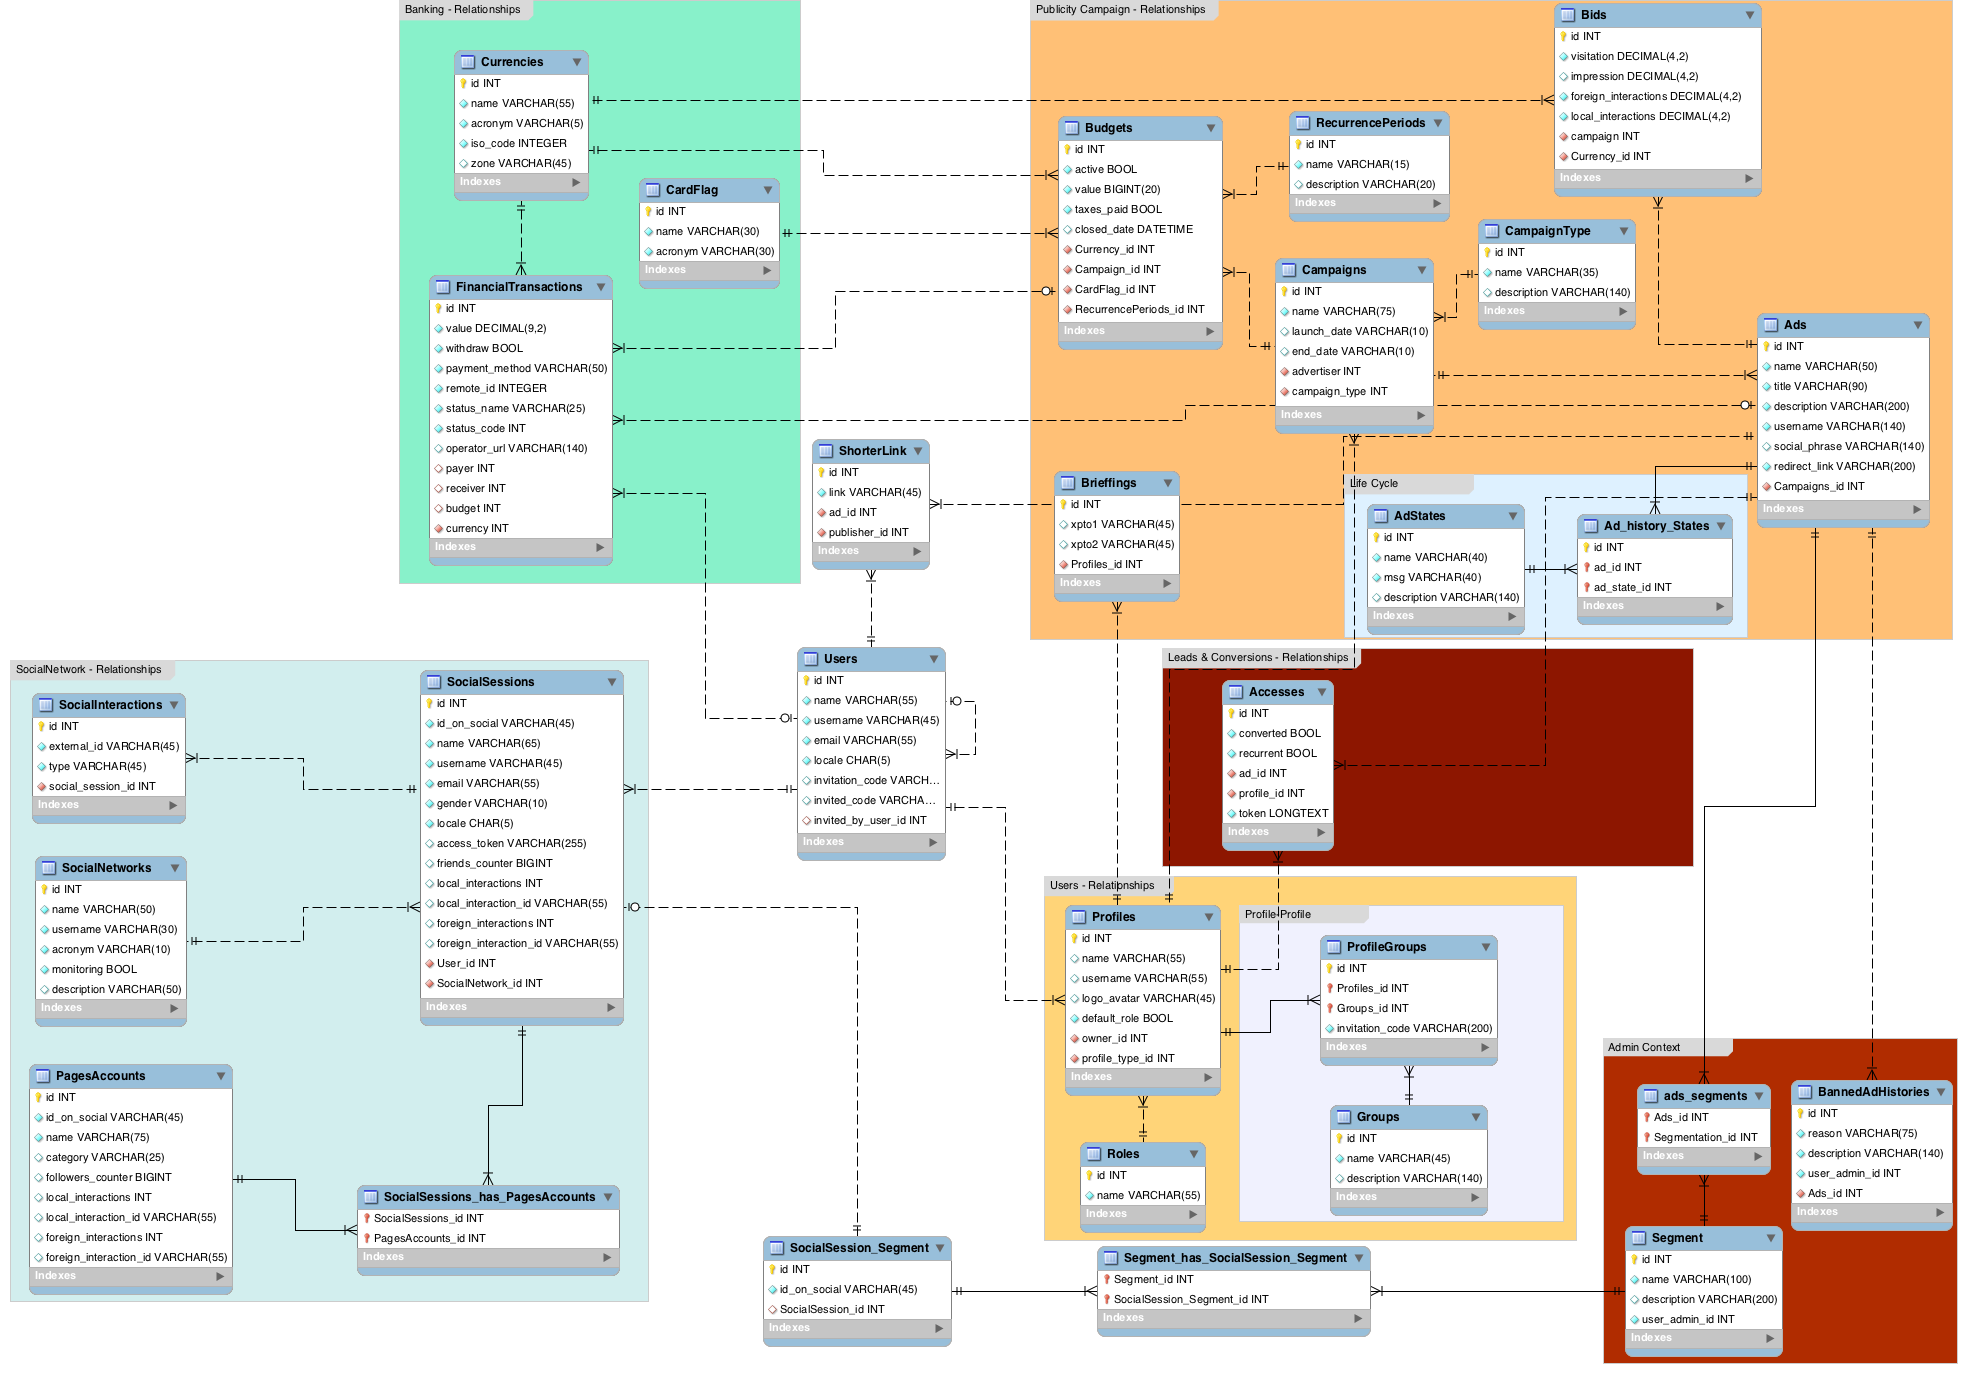 Banking - Relationships
Currencies
id INT
name VARCHAR(55)
acronym VARCHAR(5)
iso_code INTEGER
zone VARCHAR(45)
Indexes
CardFlag
id INT
name VARCHAR(30)
acronym VARCHAR(30)
Indexes
FinancialTransactions
id INT
value DECIMAL(9,2)
withdraw BOOL
payment_method VARCHAR(50)
remote_id INTEGER
status_name VARCHAR(25)
status_code INT
operator_url VARCHAR(140)
payer INT
receiver INT
budget INT
currency INT
Indexes
Publicity Campaign - Relationships
Bids
id INT
visitation DECIMAL(4,2)
impression DECIMAL(4,2)
foreign_interactions DECIMAL(4,2)
local_interactions DECIMAL(4,2)
campaign INT
Currency_id INT
Indexes
Budgets
id INT
active BOOL
value BIGINT(20)
taxes_paid BOOL
closed_date DATETIME
Currency_id INT
Campaign_id INT
CardFlag_id INT
RecurrencePeriods_id INT
Indexes
RecurrencePeriods
id INT
name VARCHAR(15)
description VARCHAR(20)
Indexes
CampaignType
id INT
name VARCHAR(35)
description VARCHAR(140)
Indexes
Campaigns
id INT
name VARCHAR(75)
launch_date VARCHAR(10)
end_date VARCHAR(10)
advertiser INT
campaign_type INT
Indexes
Ads
id INT
name VARCHAR(50)
title VARCHAR(90)
description VARCHAR(200)
username VARCHAR(140)
social_phrase VARCHAR(140)
redirect_link VARCHAR(200)
Campaigns_id INT
Indexes
ShorterLink
id INT
link VARCHAR(45)
ad_id INT
publisher_id INT
Indexes
Brieffings
id INT
xpto1 VARCHAR(45)
xpto2 VARCHAR(45)
Profiles_id INT
Indexes
Life Cycle
AdStates
id INT
name VARCHAR(40)
msg VARCHAR(40)
description VARCHAR(140)
Indexes
Ad_history_States
id INT
ad_id INT
ad_state_id INT
Indexes
SocialNetwork - Relationships
SocialInteractions
id INT
external_id VARCHAR(45)
type VARCHAR(45)
social_session_id INT
Indexes
SocialSessions
id INT
id_on_social VARCHAR(45)
name VARCHAR(65)
username VARCHAR(45)
email VARCHAR(55)
gender VARCHAR(10)
locale CHAR(5)
access_token VARCHAR(255)
friends_counter BIGINT
local_interactions INT
local_interaction_id VARCHAR(55)
foreign_interactions INT
foreign_interaction_id VARCHAR(55)
User_id INT
SocialNetwork_id INT
Indexes
SocialNetworks
id INT
name VARCHAR(50)
username VARCHAR(30)
acronym VARCHAR(10)
monitoring BOOL
description VARCHAR(50)
Indexes
PagesAccounts
id INT
id_on_social VARCHAR(45)
name VARCHAR(75)
category VARCHAR(25)
followers_counter BIGINT
local_interactions INT
local_interaction_id VARCHAR(55)
foreign_interactions INT
foreign_interaction_id VARCHAR(55)
Indexes
SocialSessions_has_PagesAccounts
SocialSessions_id INT
PagesAccounts_id INT
Indexes
Users
id INT
name VARCHAR(55)
username VARCHAR(45)
email VARCHAR(55)
locale CHAR(5)
invitation_code VARCH...
invited_code VARCHA...
invited_by_user_id INT
Indexes
Leads & Conversions - Relationships
Accesses
id INT
converted BOOL
recurrent BOOL
ad_id INT
profile_id INT
token LONGTEXT
Indexes
Users - Relationships
Profiles
id INT
name VARCHAR(55)
username VARCHAR(55)
logo_avatar VARCHAR(45)
default_role BOOL
owner_id INT
profile_type_id INT
Indexes
Roles
id INT
name VARCHAR(55)
Indexes
Profile-Profile
ProfileGroups
id INT
Profiles_id INT
Groups_id INT
invitation_code VARCHAR(200)
Indexes
Groups
id INT
name VARCHAR(45)
description VARCHAR(140)
Indexes
SocialSession_Segment
id INT
id_on_social VARCHAR(45)
SocialSession_id INT
Indexes
Segment_has_SocialSession_Segment
Segment_id INT
SocialSession_Segment_id INT
Indexes
Admin Context
ads_segments
Ads_id INT
Segmentation_id INT
Indexes
BannedAdHistories
id INT
reason VARCHAR(75)
description VARCHAR(140)
user_admin_id INT
Ads_id INT
Indexes
Segment
id INT
name VARCHAR(100)
description VARCHAR(200)
user_admin_id INT
Indexes